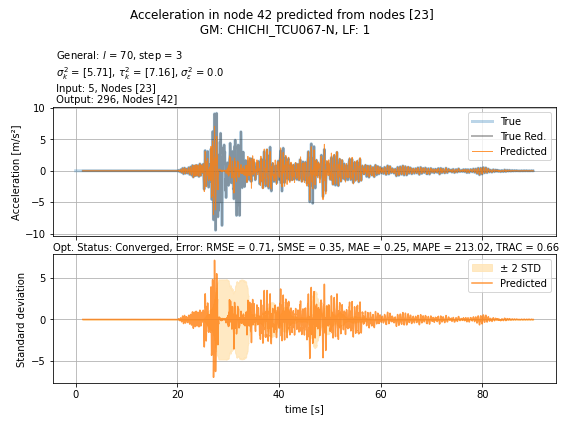 Acceleration in node 42 predicted from nodes [23]
GM: CHICHI_TCU067-N, LF: 1
General: l = 70, step = 3
σ²ₖ = [5.71], τ²ₖ = [7.16], σ²ε = 0.0
Input: 5, Nodes [23]
Output: 296, Nodes [42]
Acceleration [m/s²]
10
5
0
−5
−10
True
True Red.
Predicted
Opt. Status: Converged, Error: RMSE = 0.71, SMSE = 0.35, MAE = 0.25, MAPE = 213.02, TRAC = 0.66
Standard deviation
5
0
−5
± 2 STD
Predicted
0 20 40 60 80
time [s]